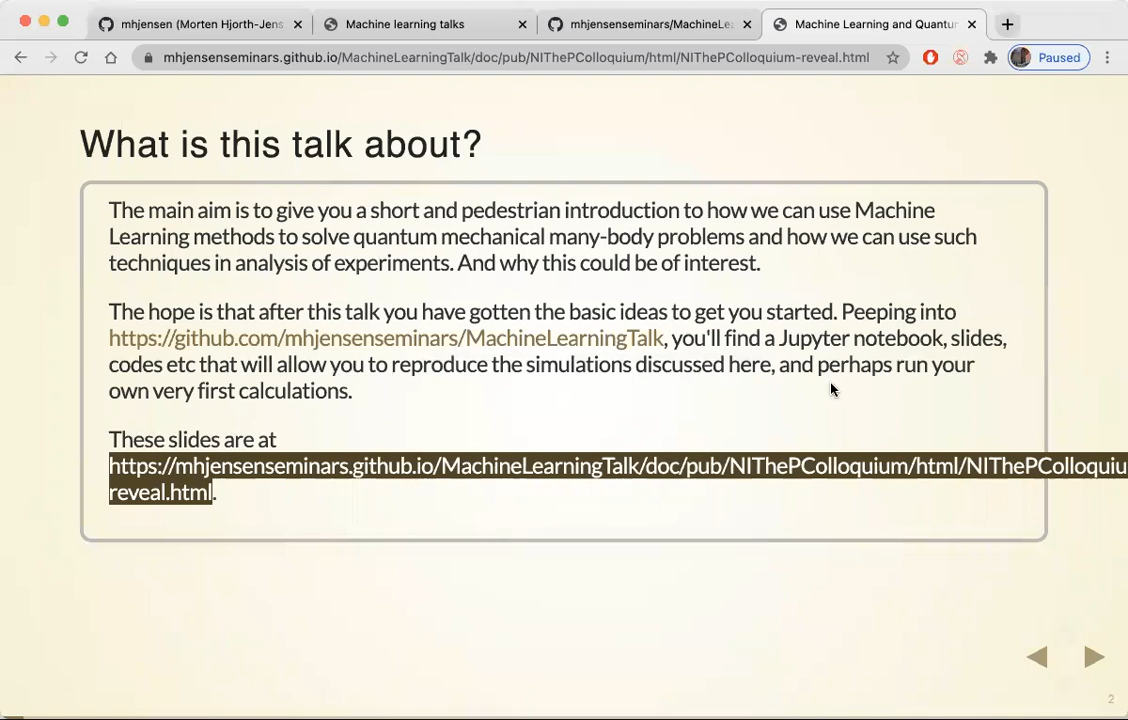 mhjensen (Morten Hjorth-Jens
Machine learning talks
mhjensenseminars/MachineLe
Machine Learning and Quantu
mhjensenseminars.github.io/MachineLearningTalk/doc/pub/NIThePColloquium/html/NIThePColloquium-reveal.html
Paused
What is this talk about?
The main aim is to give you a short and pedestrian introduction to how we can use Machine
Learning methods to solve quantum mechanical many-body problems and how we can use such
techniques in analysis of experiments. And why this could be of interest.
The hope is that after this talk you have gotten the basic ideas to get you started. Peeping into
https://github.com/mhjensenseminars/MachineLearningTalk, you'll find a Jupyter notebook, slides,
codes etc that will allow you to reproduce the simulations discussed here, and perhaps run your
own very first calculations.
These slides are at
https://mhjensenseminars.github.io/MachineLearningTalk/doc/pub/NIThePColloquium/html/NIThePColloquiu
reveal.html.
2